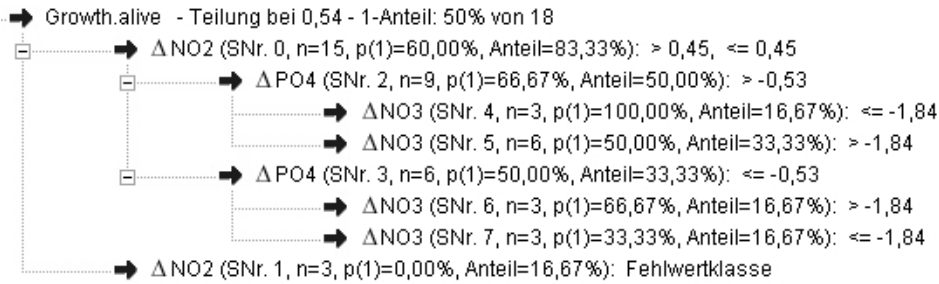 Growth.alive - Teilung bei 0,54 - 1-Anteil: 50% von 18
ΔNO2 (SNr. 0, n=15, p(1)=60,00%, Anteil=83,33%): > 0,45, <= 0,45
ΔPO4 (SNr. 2, n=9, p(1)=66,67%, Anteil=50,00%): > -0,53
ΔNO3 (SNr. 4, n=3, p(1)=100,00%, Anteil=16,67%): <= -1,84
ΔNO3 (SNr. 5, n=6, p(1)=50,00%, Anteil=33,33%): > -1,84
ΔPO4 (SNr. 3, n=6, p(1)=50,00%, Anteil=33,33%): <= -0,53
ΔNO3 (SNr. 6, n=3, p(1)=66,67%, Anteil=16,67%): > -1,84
ΔNO3 (SNr. 7, n=3, p(1)=33,33%, Anteil=16,67%): <= -1,84
ΔNO2 (SNr. 1, n=3, p(1)=0,00%, Anteil=16,67%): Fehlwertklasse